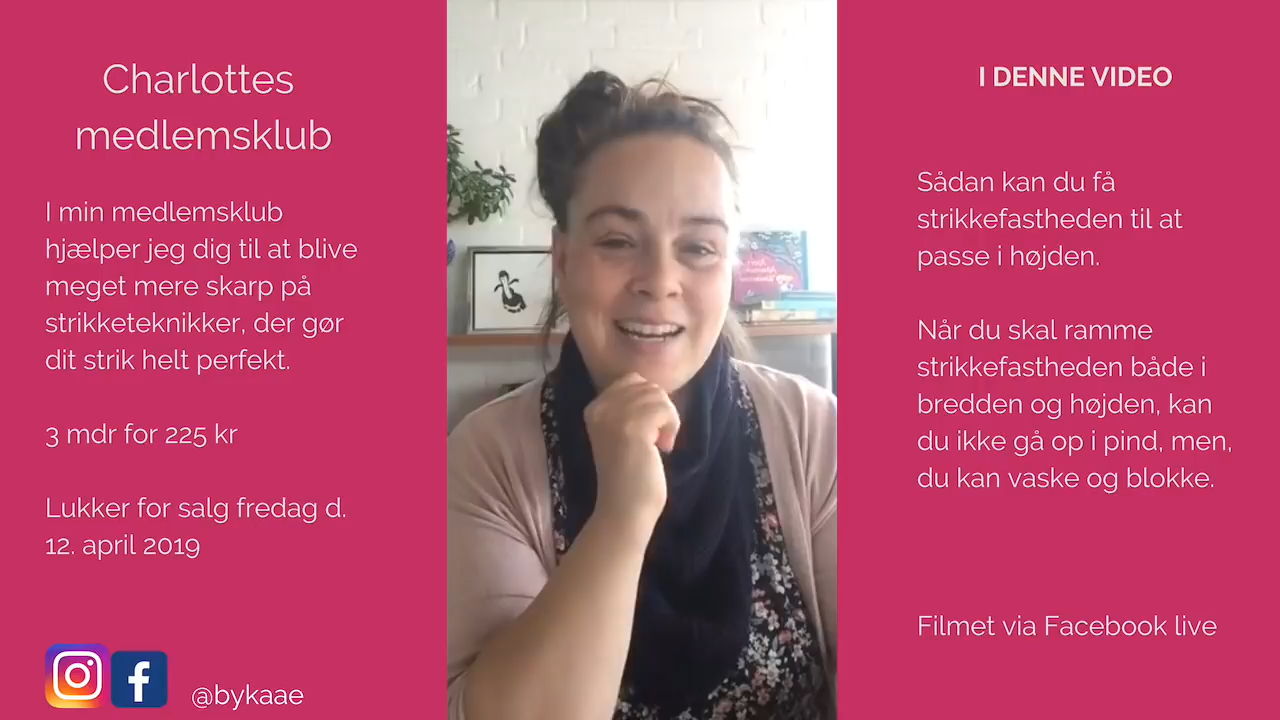 Charlottes
medlemsklub
I min medlemsklub
hjælper jeg dig til at blive
meget mere skarp på
strikketeknikker, der gør
dit strik helt perfekt.
3 mdr for 225 kr
Lukker for salg fredag d.
12. april 2019
@bykaae
I DENNE VIDEO
Sådan kan du få
strikkefastheden til at
passe i højden.
Når du skal ramme
strikkefastheden både i
bredden og højden, kan
du ikke gå op i pind, men,
du kan vaske og blokke.
Filmet via Facebook live